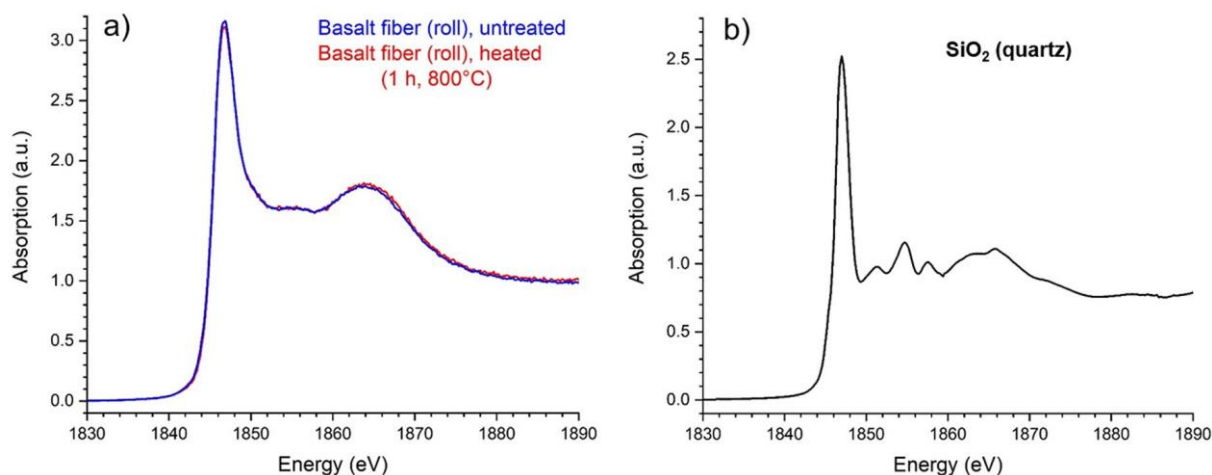 a)
Basalt fiber (roll), untreated
Basalt fiber (roll), heated
(1 h, 800°C)
Absorption (a.u.)
3.0
2.5
2.0
1.5
1.0
0.5
0.0
1830 1840 1850 1860 1870 1880 1890
Energy (eV)
b)
SiO₂ (quartz)
Absorption (a.u.)
2.5
2.0
1.5
1.0
0.5
0.0
1830 1840 1850 1860 1870 1880 1890
Energy (eV)